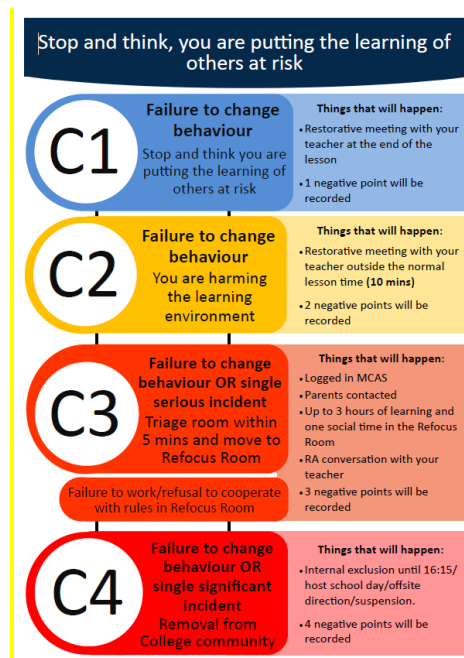 Stop and think, you are putting the learning of
others at risk
C1
Failure to change
behaviour
Stop and think you are
putting the learning of
others at risk
Things that will happen:
• Restorative meeting with your
teacher at the end of the
lesson
• 1 negative point will be
recorded
C2
Failure to change
behaviour
You are harming
the learning
environment
Things that will happen:
• Restorative meeting with your
teacher outside the normal
lesson time (10 mins)
• 2 negative points will be
recorded
C3
Failure to change
behaviour OR single
serious incident
Triage room within
5 mins and move to
Refocus Room
Things that will happen:
• Logged in MCAS
• Parents contacted
• Up to 3 hours of learning and
one social time in the Refocus
Room
• RA conversation with your
teacher
• 3 negative points will be
recorded
Failure to work/refusal to cooperate
with rules in Refocus Room
C4
Failure to change
behaviour OR
single significant
incident
Removal from
College community
Things that will happen:
• Internal exclusion until 16:15/
host school day/offsite
direction/suspension.
• 4 negative points will be
recorded